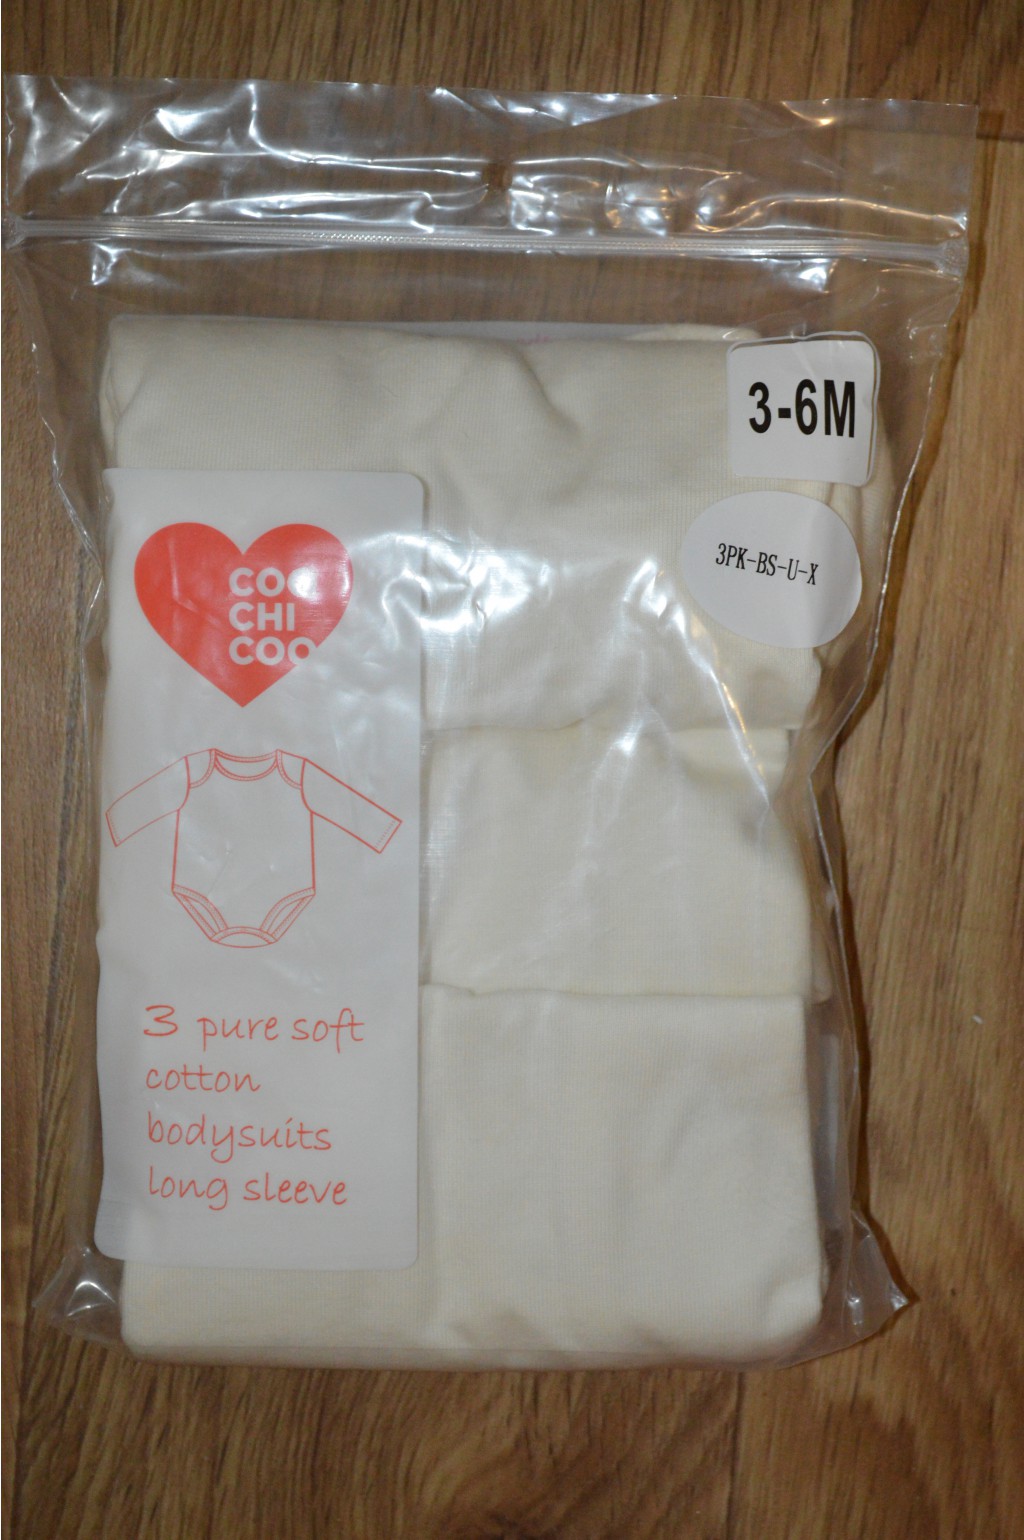 3-6M
3PK-BS-U-X
COO
CHI
COO
3 pure soft
cotton
bodysuits
long sleeve